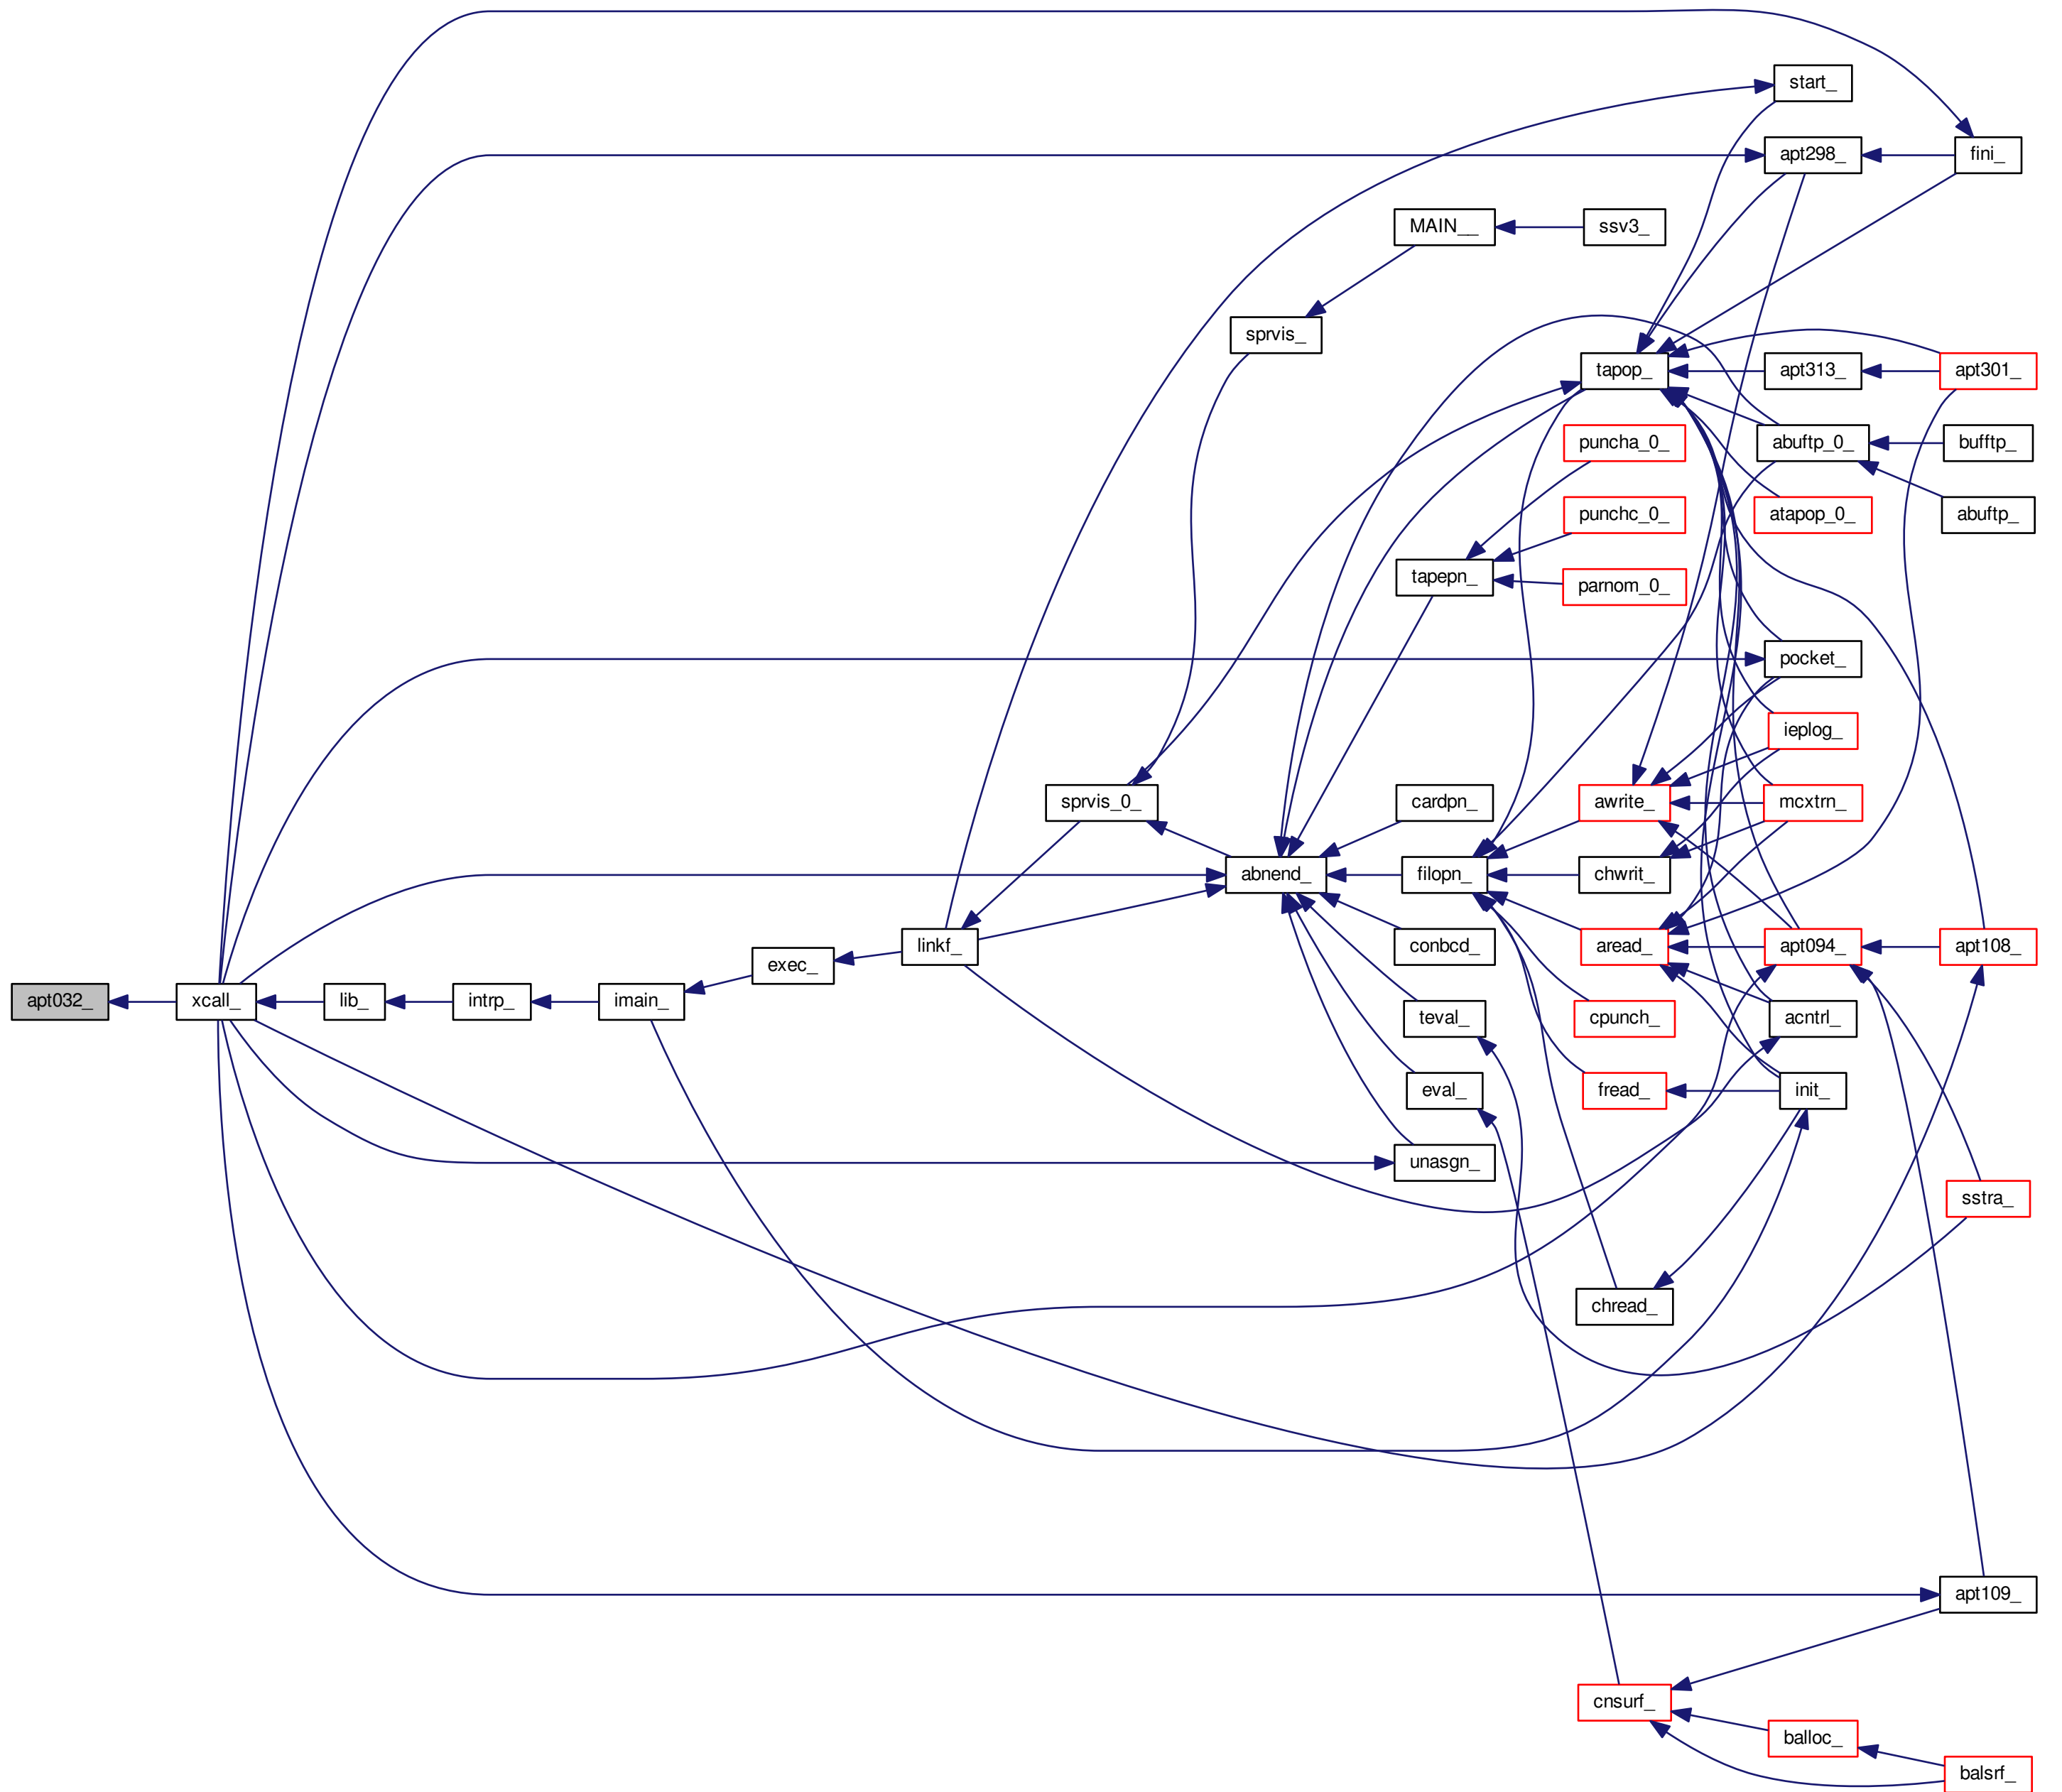 start_
apt298_
fini_
MAIN__
ssv3_
sprvis_
tapop_
apt313_
apt301_
puncha_0_
abuftp_0_
bufftp_
punchc_0_
atapop_0_
abuftp_
tapepn_
parnom_0_
pocket_
ieplog_
sprvis_0_
cardpn_
awrite_
mcxtrn_
abnend_
filopn_
chwrit_
linkf_
conbcd_
aread_
apt094_
apt108_
exec_
apt032_
xcall_
lib_
intrp_
imain_
teval_
cpunch_
acntrl_
eval_
fread_
init_
unasgn_
sstra_
chread_
apt109_
cnsurf_
balloc_
balsrf_